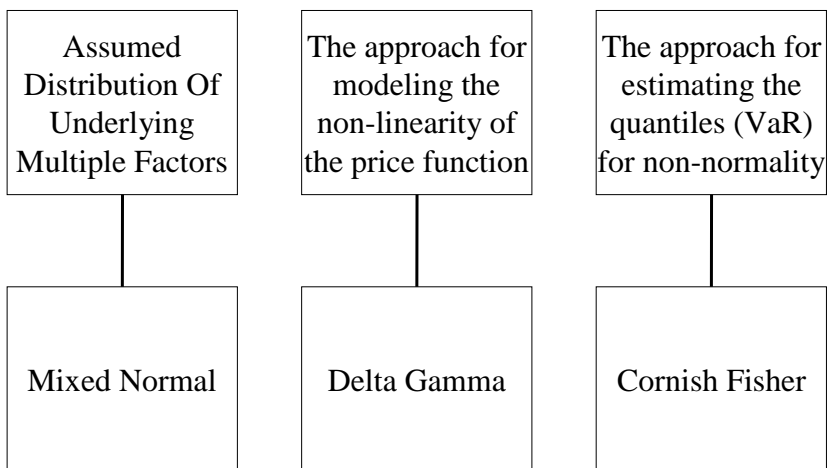 Assumed
Distribution Of
Underlying
Multiple Factors
The approach for
modeling the
non-linearity of
the price function
The approach for
estimating the
quantiles (VaR)
for non-normality
Mixed Normal
Delta Gamma
Cornish Fisher